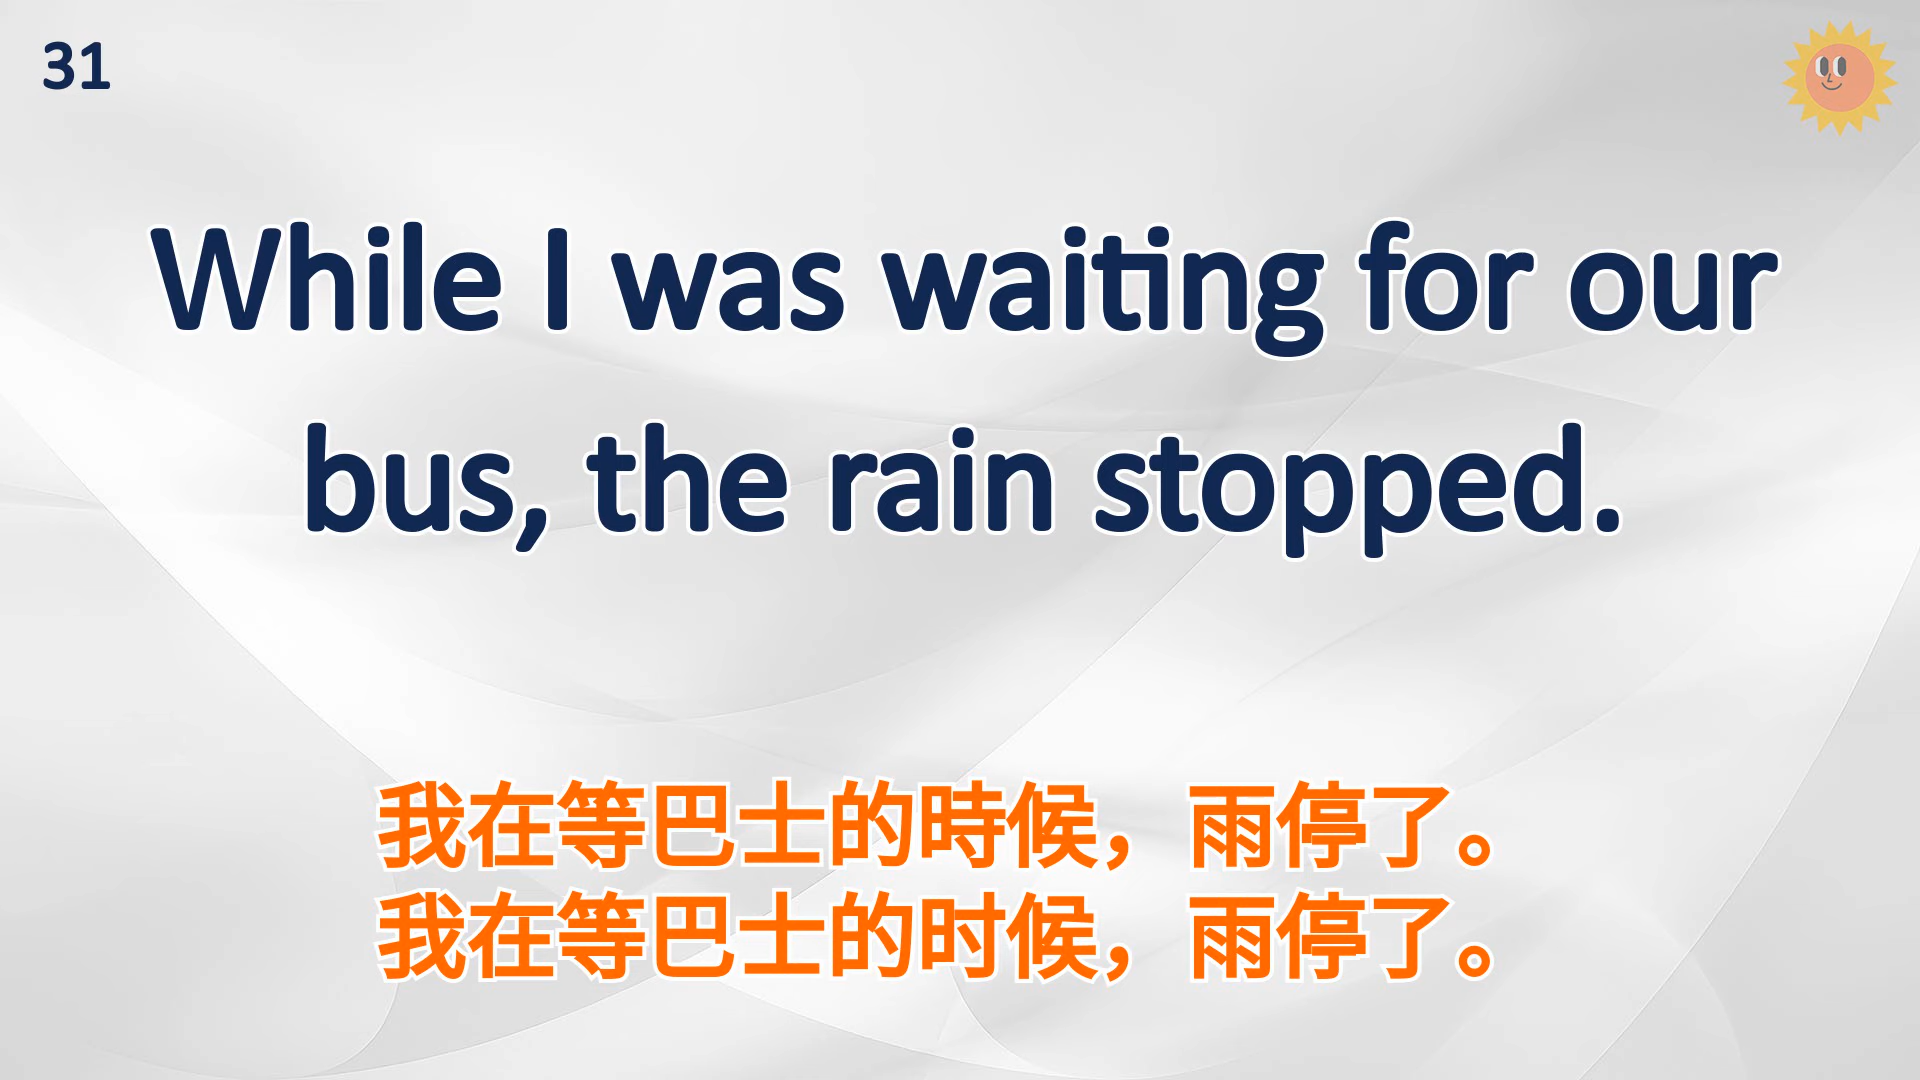 31
While I was waiting for our
bus, the rain stopped.
我在等巴士的時候，雨停了。
我在等巴士的时候，雨停了。